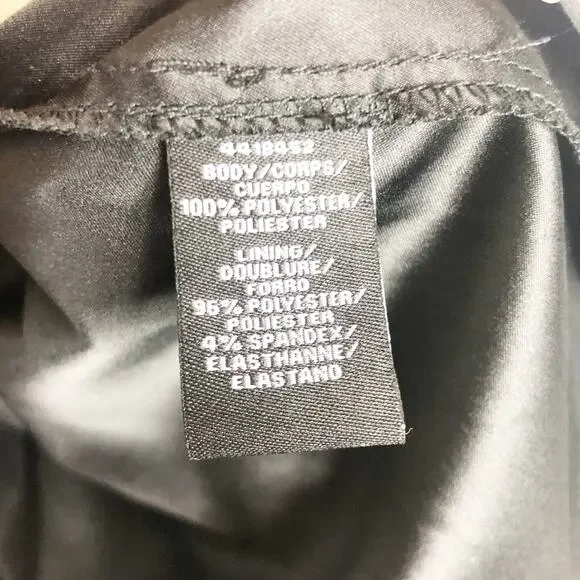 4418452
BODY/CORPS/
CUERPO
100% POLYESTER/
POLIESTER
LINING/
DOUBLURE/
FORRO
96% POLYESTER/
POLIESTER
4% SPANDEX/
ELASTHANNE/
ELASTANO